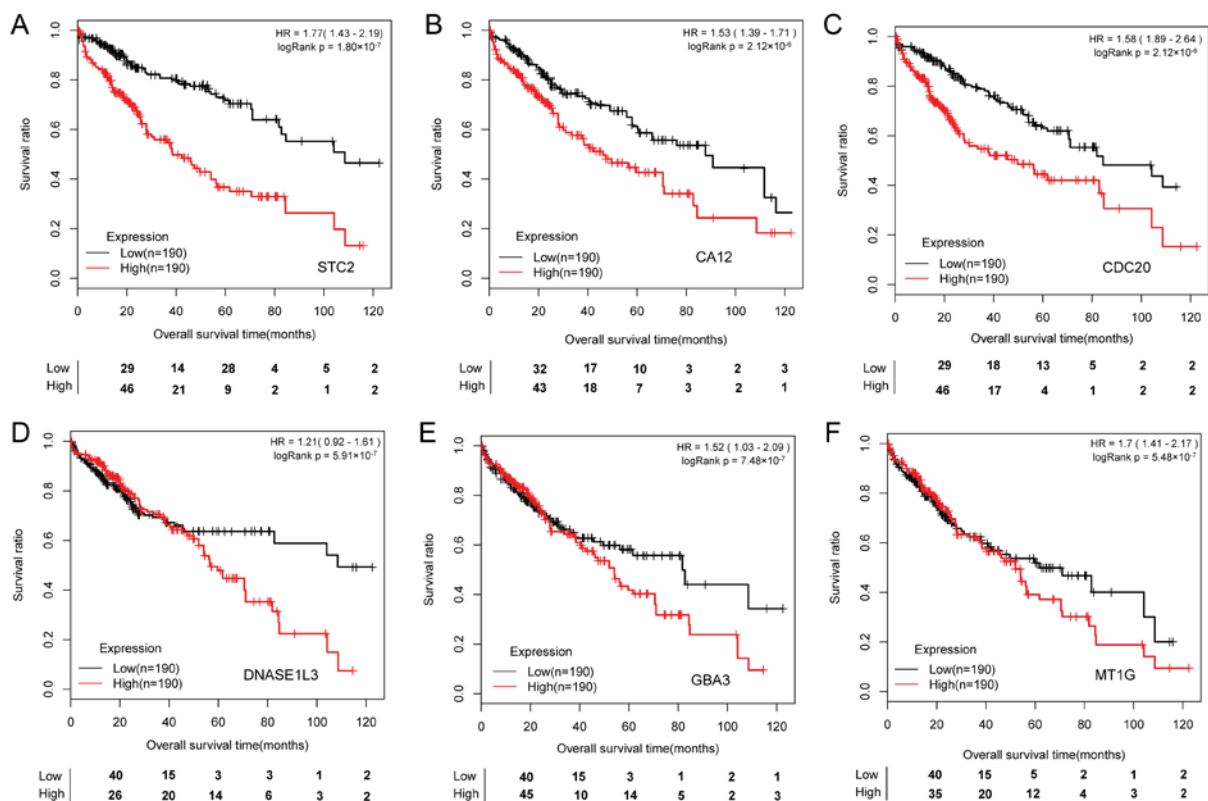 A
HR = 1.77( 1.43 - 2.19)
logRank p = 1.80×10-7
Survival ratio
1.0
0.8
0.6
0.4
0.2
0.0
Expression
Low(n=190)
High(n=190)
STC2
0 20 40 60 80 100 120
Overall survival time(months)
Low 29 14 28 4 5 2
High 46 21 9 2 1 2
B
HR = 1.53 ( 1.39 - 1.71)
logRank p = 2.12×10-6
Survival ratio
1.0
0.8
0.6
0.4
0.2
0.0
Expression
Low(n=190)
High(n=190)
CA12
0 20 40 60 80 100 120
Overall survival time(months)
Low 32 17 10 3 2 3
High 43 18 7 3 2 1
C
HR = 1.58 ( 1.89 - 2.64)
logRank p = 2.12×10-6
Survival ratio
1.0
0.8
0.6
0.4
0.2
0.0
Expression
Low(n=190)
High(n=190)
CDC20
0 20 40 60 80 100 120
Overall survival time(months)
Low 29 18 13 5 2 2
High 46 17 4 1 2 2
D
HR = 1.21( 0.92 - 1.61)
logRank p = 5.91×10-7
Survival ratio
1.0
0.8
0.6
0.4
0.2
0.0
Expression
Low(n=190)
High(n=190)
DNASE1L3
0 20 40 60 80 100 120
Overall survival time(months)
Low 40 15 3 3 1 2
High 26 20 14 6 3 2
E
HR = 1.52 ( 1.03 - 2.09)
logRank p = 7.48×10-7
Survival ratio
1.0
0.8
0.6
0.4
0.2
0.0
Expression
Low(n=190)
High(n=190)
GBA3
0 20 40 60 80 100 120
Overall survival time(months)
Low 40 15 3 1 2 1
High 45 10 14 5 2 3
F
HR = 1.7 ( 1.41 - 2.17)
logRank p = 5.48×10-7
Survival ratio
1.0
0.8
0.6
0.4
0.2
0.0
Expression
Low(n=190)
High(n=190)
MT1G
0 20 40 60 80 100 120
Overall survival time(months)
Low 40 15 5 2 1 2
High 35 20 12 4 3 2